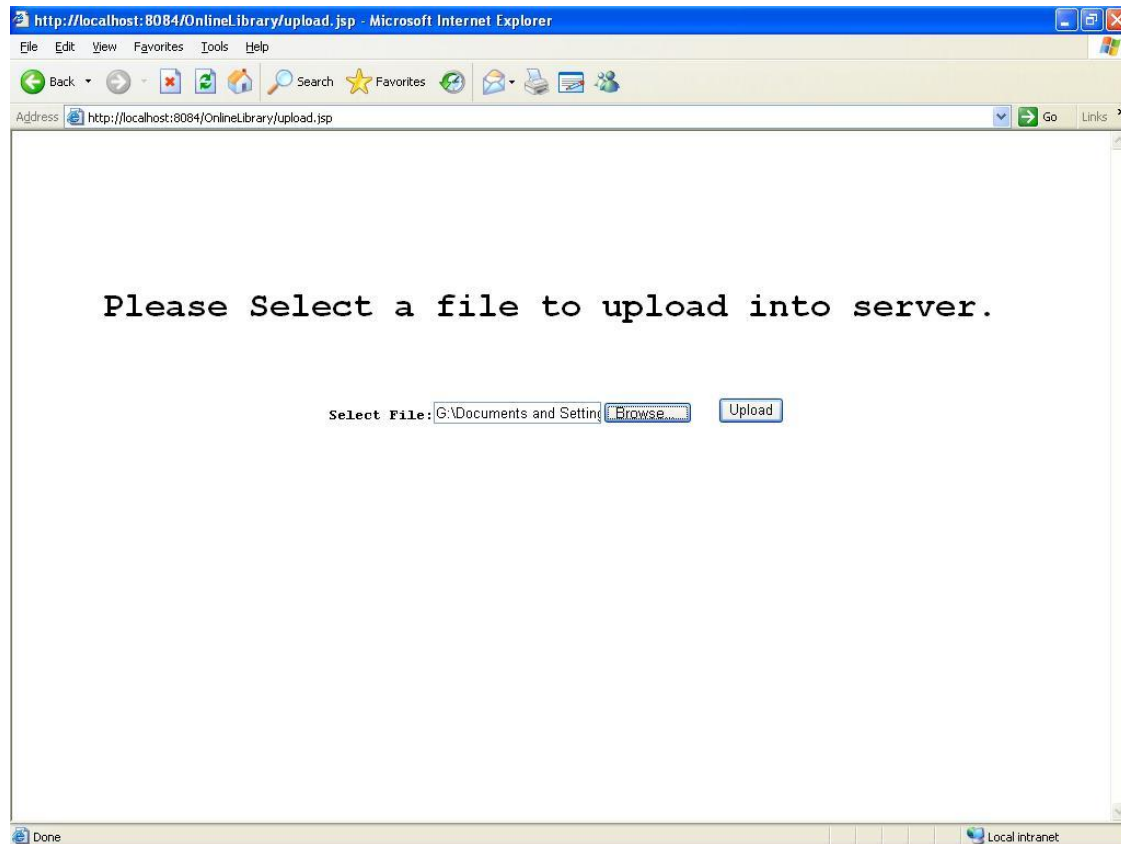 http://localhost:8084/OnlineLibrary/upload.jsp - Microsoft Internet Explorer
File Edit View Favorites Tools Help
Back Search Favorites
Address http://localhost:8084/OnlineLibrary/upload.jsp Go Links
Please Select a file to upload into server.
Select File: G:\Documents and Setting Browse... Upload
Done Local intranet